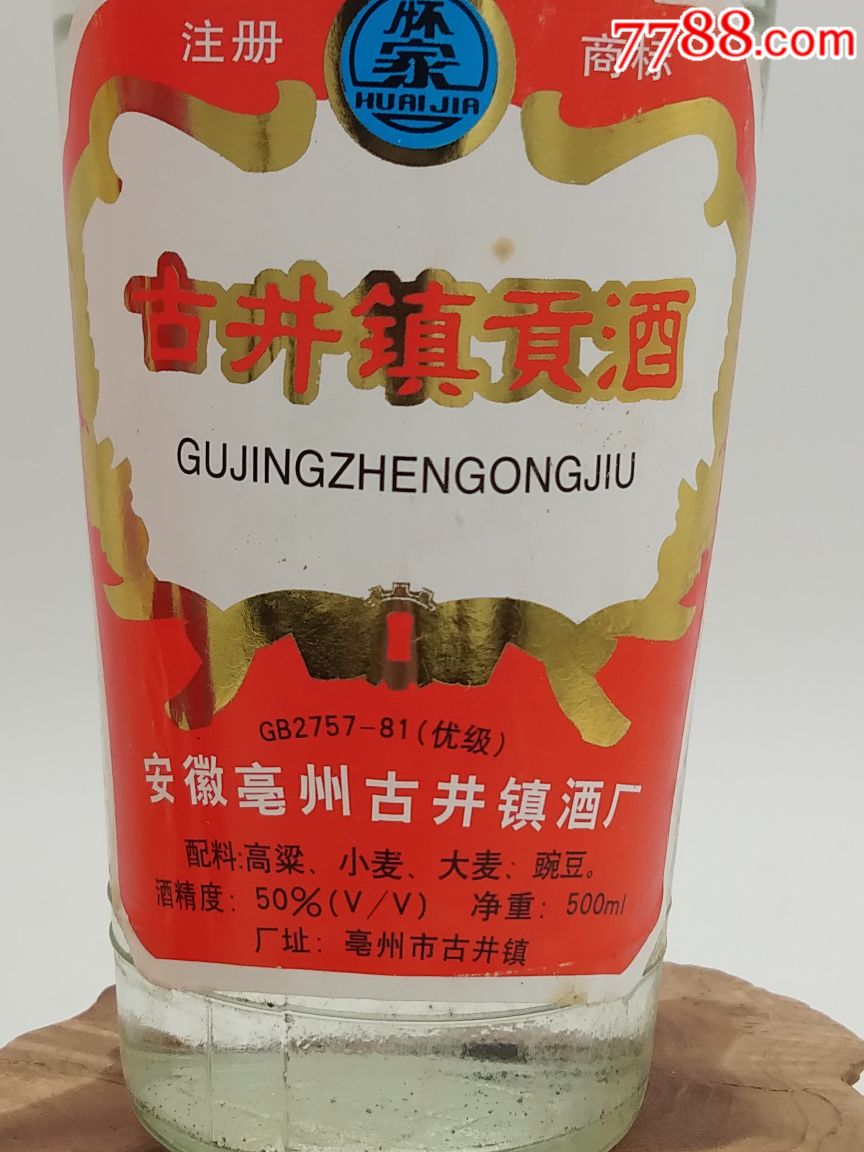 7788.com
注册 商标
怀家
HUAIJIA
古井镇贡酒
GUJINGZHENGONGJIU
GB2757-81(优级)
安徽亳州古井镇酒厂
配料:高粱、小麦、大麦、豌豆。
酒精度: 50%(V/V) 净重: 500ml
厂址: 亳州市古井镇